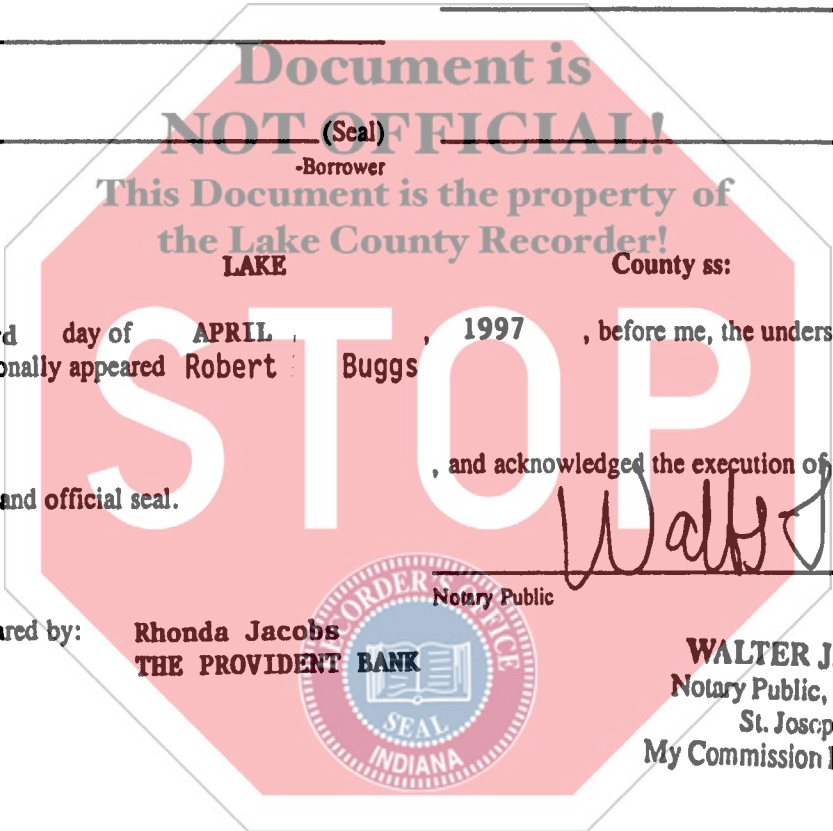 Document is
NOT OFFICIAL!
(Seal)
-Borrower
This Document is the property of
the Lake County Recorder!
LAKE County ss:
rd day of APRIL , , 1997 , before me, the unders
onally appeared Robert Buggs
, and acknowledged the execution of
and official seal.
STOP
Notary Public
ared by: Rhonda Jacobs
THE PROVIDENT BANK
RECORDER'S OFFICE
SEAL
INDIANA
WALTER J.
Notary Public,
St. Josep
My Commission